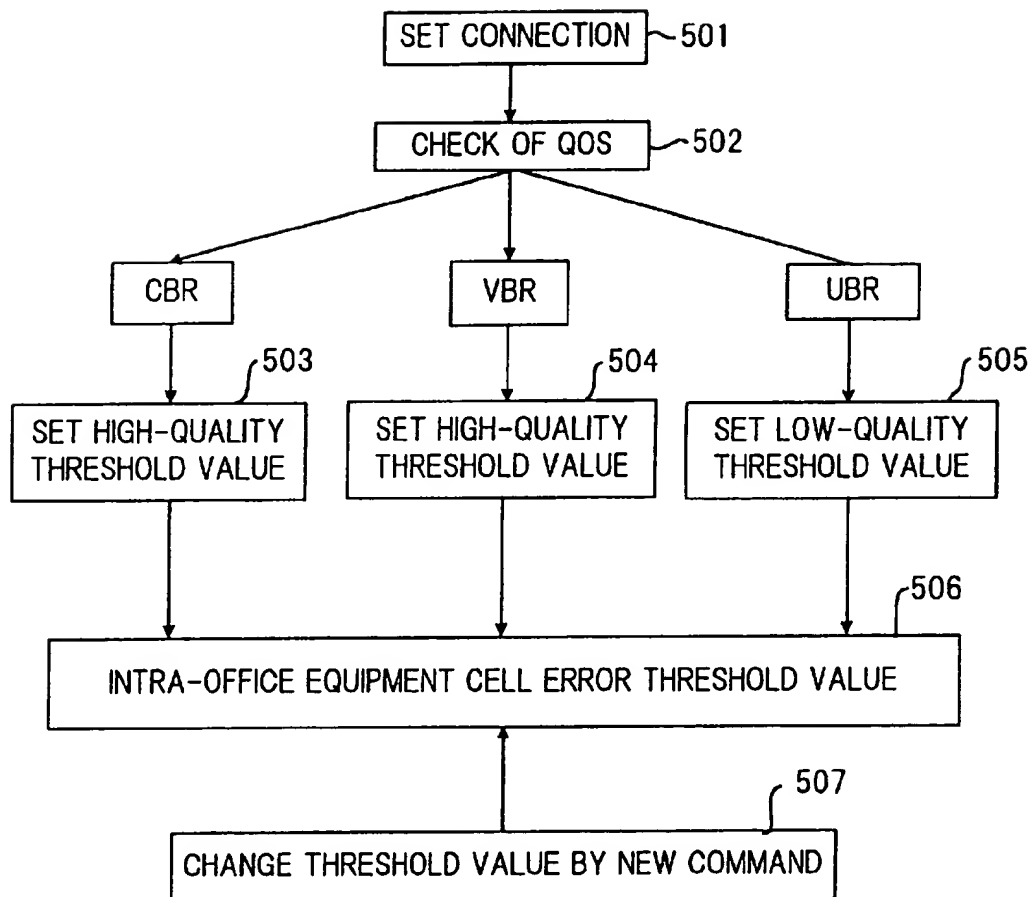 SET CONNECTION 501
CHECK OF QOS 502
CBR VBR UBR
503 504 505
SET HIGH-QUALITY THRESHOLD VALUE
SET HIGH-QUALITY THRESHOLD VALUE
SET LOW-QUALITY THRESHOLD VALUE
506
INTRA-OFFICE EQUIPMENT CELL ERROR THRESHOLD VALUE
507
CHANGE THRESHOLD VALUE BY NEW COMMAND